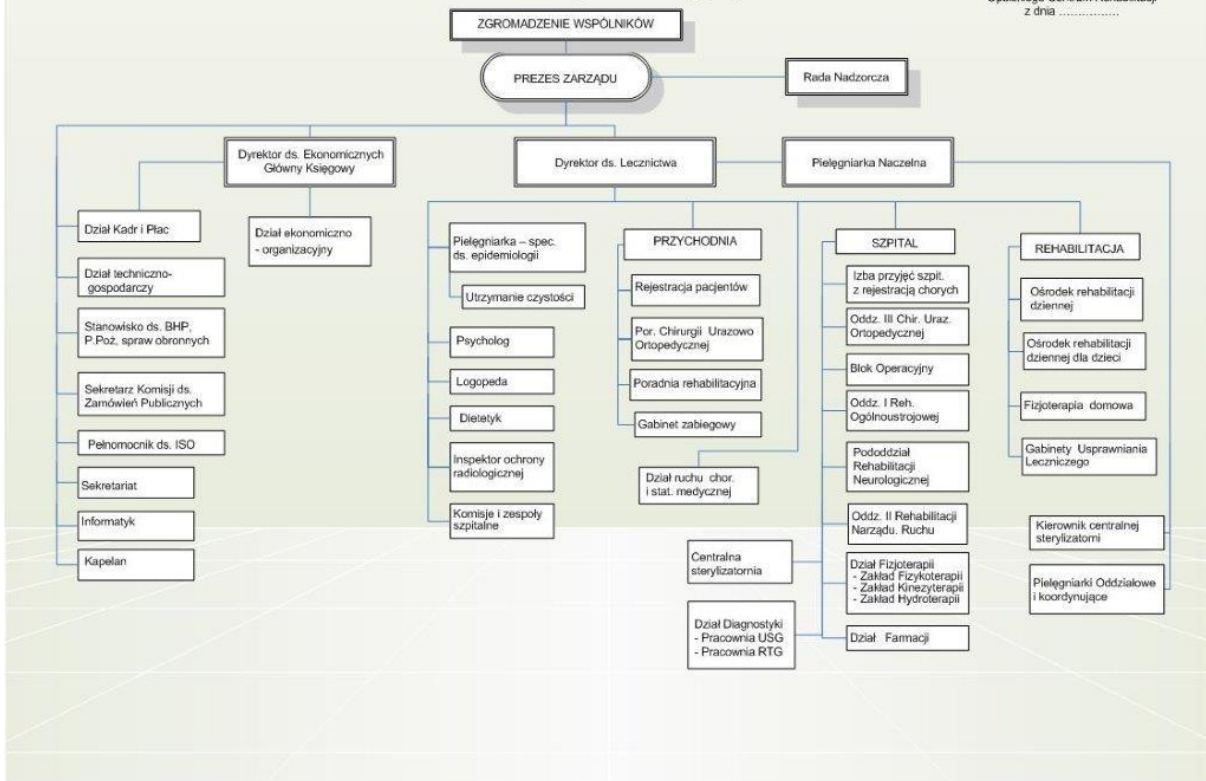 z dnia ..................
ZGROMADZENIE WSPÓLNIKÓW
PREZES ZARZĄDU
Rada Nadzorcza
Dyrektor ds. Ekonomicznych
Główny Księgowy
Dyrektor ds. Lecznictwa
Pielęgniarka Naczelna
Dział Kadr i Płac
Dział techniczno-
gospodarczy
Stanowisko ds. BHP,
P.Poż, spraw obronnych
Sekretarz Komisji ds.
Zamówień Publicznych
Pełnomocnik ds. ISO
Sekretariat
Informatyk
Kapelan
Dział ekonomiczno
- organizacyjny
Pielęgniarka – spec.
ds. epidemiologii
Utrzymanie czystości
Psycholog
Logopeda
Dietetyk
Inspektor ochrony
radiologicznej
Komisje i zespoły
szpitalne
PRZYCHODNIA
Rejestracja pacjentów
Por. Chirurgii Urazowo
Ortopedycznej
Poradnia rehabilitacyjna
Gabinet zabiegowy
Dział ruchu chor.
i stat. medycznej
SZPITAL
Izba przyjęć szpit.
z rejestracją chorych
Oddz. III Chir. Uraz.
Ortopedycznej
Blok Operacyjny
Oddz. I Reh.
Ogólnoustrojowej
Pododdział
Rehabilitacji
Neurologicznej
Oddz. II Rehabilitacji
Narządu. Ruchu
Dział Fizjoterapii
- Zakład Fizykoterapii
- Zakład Kinezyterapii
- Zakład Hydroterapii
Dział Farmacji
Centralna
sterylizatornia
Dział Diagnostyki
- Pracownia USG
- Pracownia RTG
REHABILITACJA
Ośrodek rehabilitacji
dziennej
Ośrodek rehabilitacji
dziennej dla dzieci
Fizjoterapia domowa
Gabinety Usprawniania
Leczniczego
Kierownik centralnej
sterylizatorni
Pielęgniarki Oddziałowe
i koordynujące